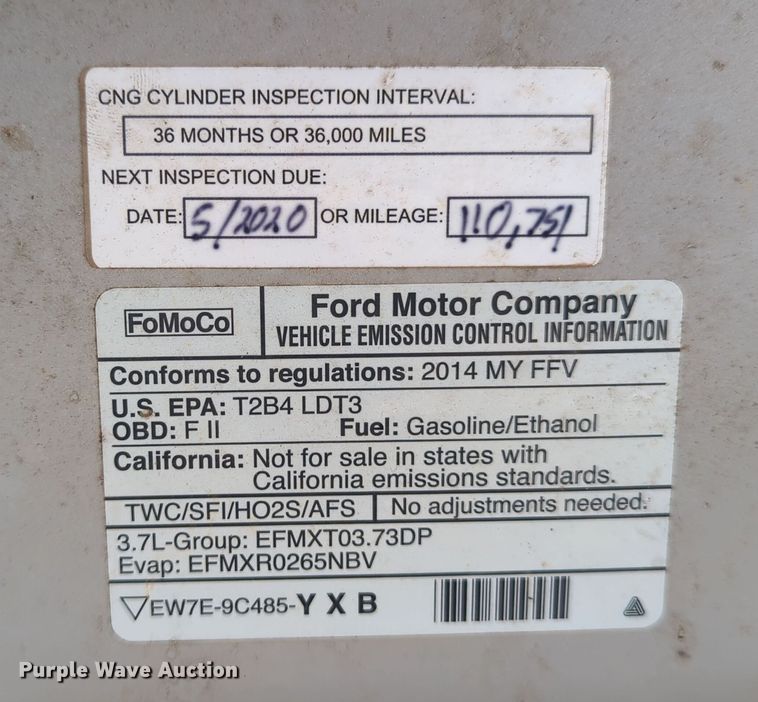 CNG CYLINDER INSPECTION INTERVAL:
36 MONTHS OR 36,000 MILES
NEXT INSPECTION DUE:
DATE: 5/2020 OR MILEAGE: 110,751
FoMoCo
Ford Motor Company
VEHICLE EMISSION CONTROL INFORMATION
Conforms to regulations: 2014 MY FFV
U.S. EPA: T2B4 LDT3
OBD: F II Fuel: Gasoline/Ethanol
California: Not for sale in states with
California emissions standards.
TWC/SFI/HO2S/AFS No adjustments needed.
3.7L-Group: EFMXT03.73DP
Evap: EFMXR0265NBV
EW7E-9C485-Y X B
Purple Wave Auction